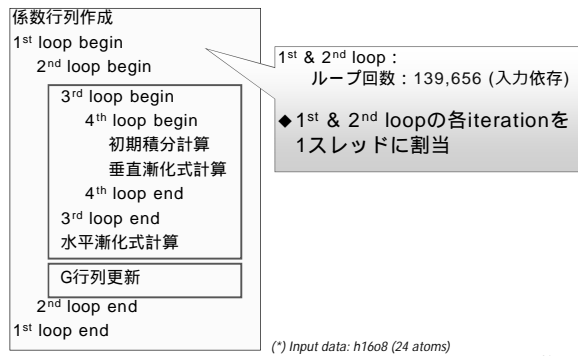 係数行列作成
1st loop begin
2nd loop begin
3rd loop begin
4th loop begin
初期積分計算
垂直漸化式計算
4th loop end
3rd loop end
水平漸化式計算
G行列更新
2nd loop end
1st loop end
1st & 2nd loop :
ループ回数 : 139,656 (入力依存)
◆1st & 2nd loopの各iterationを
1スレッドに割当
(*) Input data: h16o8 (24 atoms)